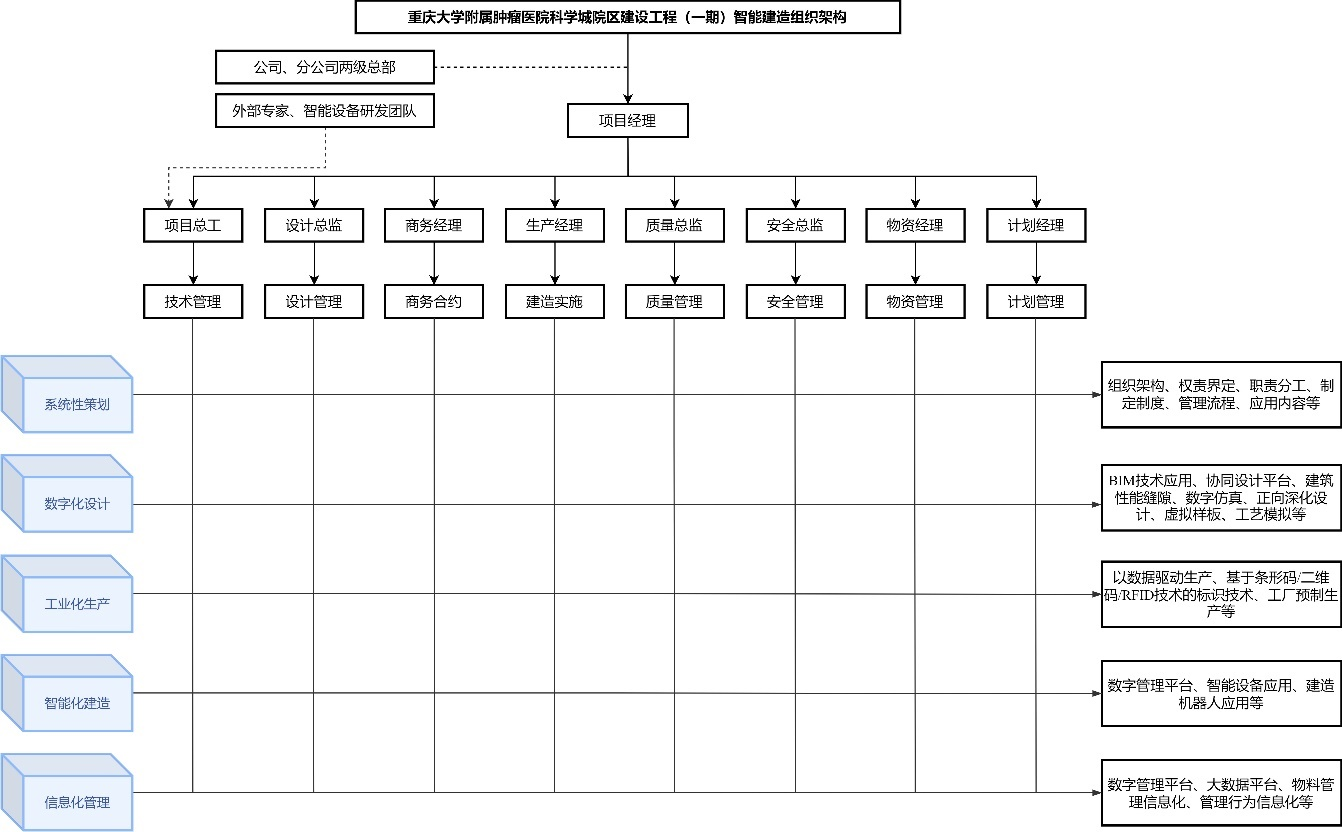 重庆大学附属肿瘤医院科学城院区建设工程（一期）智能建造组织架构
公司、分公司两级总部
外部专家、智能设备研发团队
项目经理
项目总工
设计总监
商务经理
生产经理
质量总监
安全总监
物资经理
计划经理
技术管理
设计管理
商务合约
建造实施
质量管理
安全管理
物资管理
计划管理
系统性策划
组织架构、权责界定、职责分工、制
定制度、管理流程、应用内容等
数字化设计
BIM技术应用、协同设计平台、建筑
性能缝隙、数字仿真、正向深化设
计、虚拟样板、工艺模拟等
工业化生产
以数据驱动生产、基于条形码/二维
码/RFID技术的标识技术、工厂预制生
产等
智能化建造
数字管理平台、智能设备应用、建造
机器人应用等
信息化管理
数字管理平台、大数据平台、物料管
理信息化、管理行为信息化等